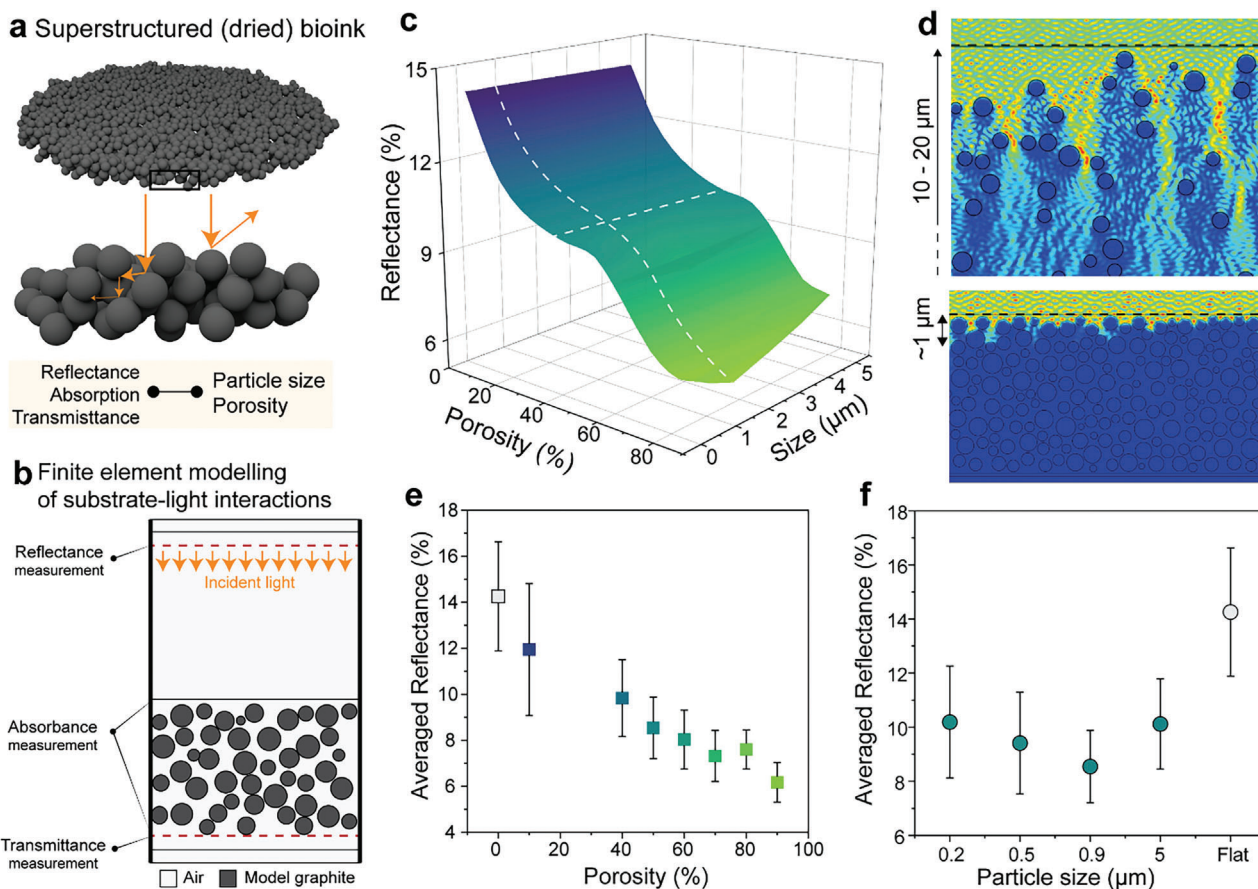 a Superstructured (dried) bioink
Reflectance
Absorption
Transmisttance
Particle size
Porosity
b Finite element modelling
of substrate-light interactions
Reflectance
measurement
Incident light
Absorbance
measurement
Transmittance
measurement
Air
Model graphite
c
Reflectance (%)
15
12
9
6
0
20
40
60
80
Porosity (%)
0
1
2
3
4
5
Size (μm)
d
10 - 20 μm
~1 μm
e
Averaged Reflectance (%)
18
16
14
12
10
8
6
4
0
20
40
60
80
100
Porosity (%)
f
Averaged Reflectance (%)
18
16
14
12
10
8
6
0.2
0.5
0.9
5
Flat
Particle size (μm)